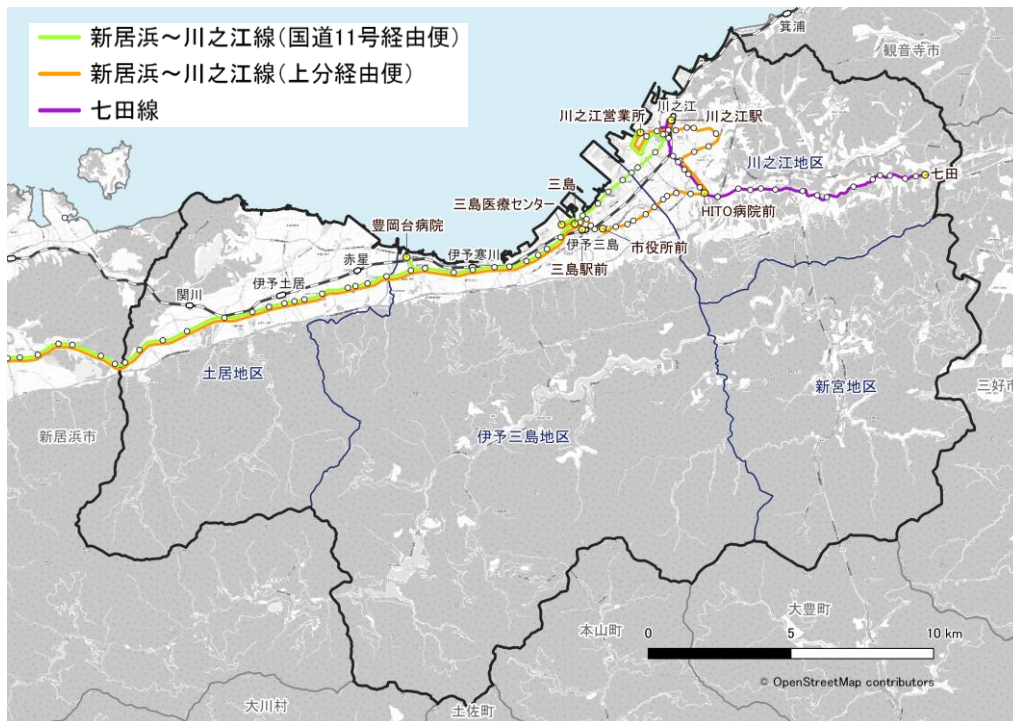 新居浜～川之江線(国道11号経由便)
新居浜～川之江線(上分経由便)
七田線
箕浦
観音寺市
川之江
川之江営業所
川之江駅
川之江地区
七田
三島
三島医療センター
HITO病院前
豊岡台病院
伊予三島
市役所前
伊予寒川
三島駅前
赤星
伊予土居
関川
土居地区
新宮地区
三好市
新居浜市
伊予三島地区
大豊町
本山町
0 5 10 km
© OpenStreetMap contributors
大川村
土佐町